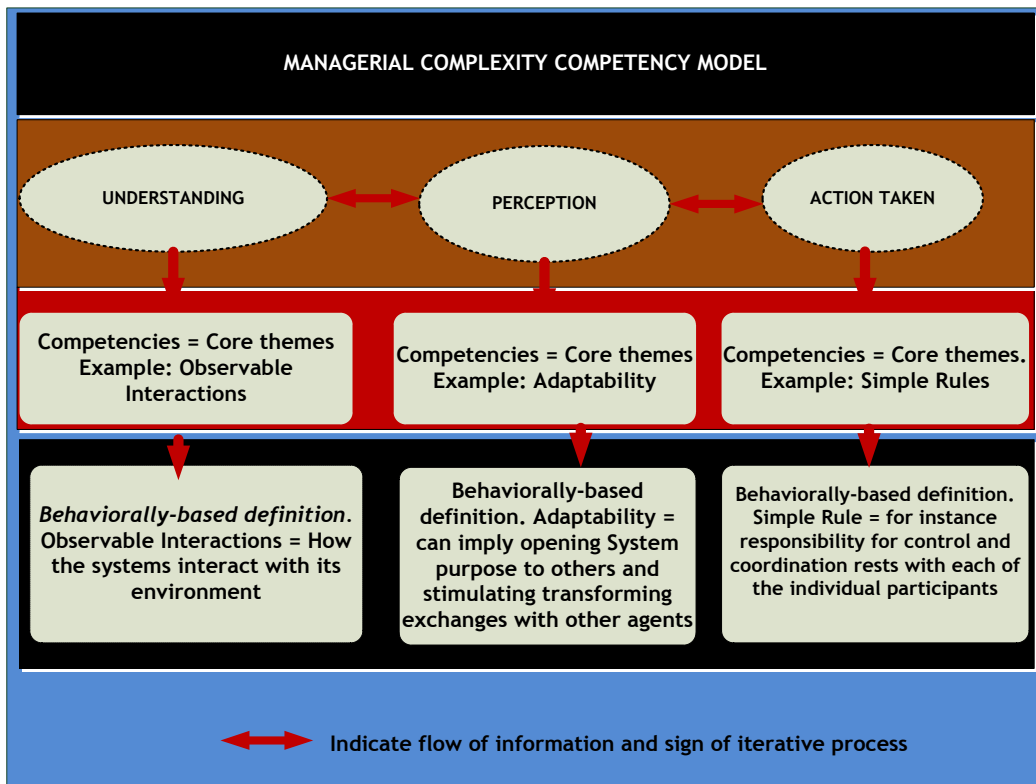 MANAGERIAL COMPLEXITY COMPETENCY MODEL
UNDERSTANDING
PERCEPTION
ACTION TAKEN
Competencies = Core themes
Example: Observable
Interactions
Competencies = Core themes
Example: Adaptability
Competencies = Core themes.
Example: Simple Rules
Behaviorally-based definition.
Observable Interactions = How
the systems interact with its
environment
Behaviorally-based
definition. Adaptability =
can imply opening System
purpose to others and
stimulating transforming
exchanges with other agents
Behaviorally-based definition.
Simple Rule = for instance
responsibility for control and
coordination rests with each of
the individual participants
Indicate flow of information and sign of iterative process